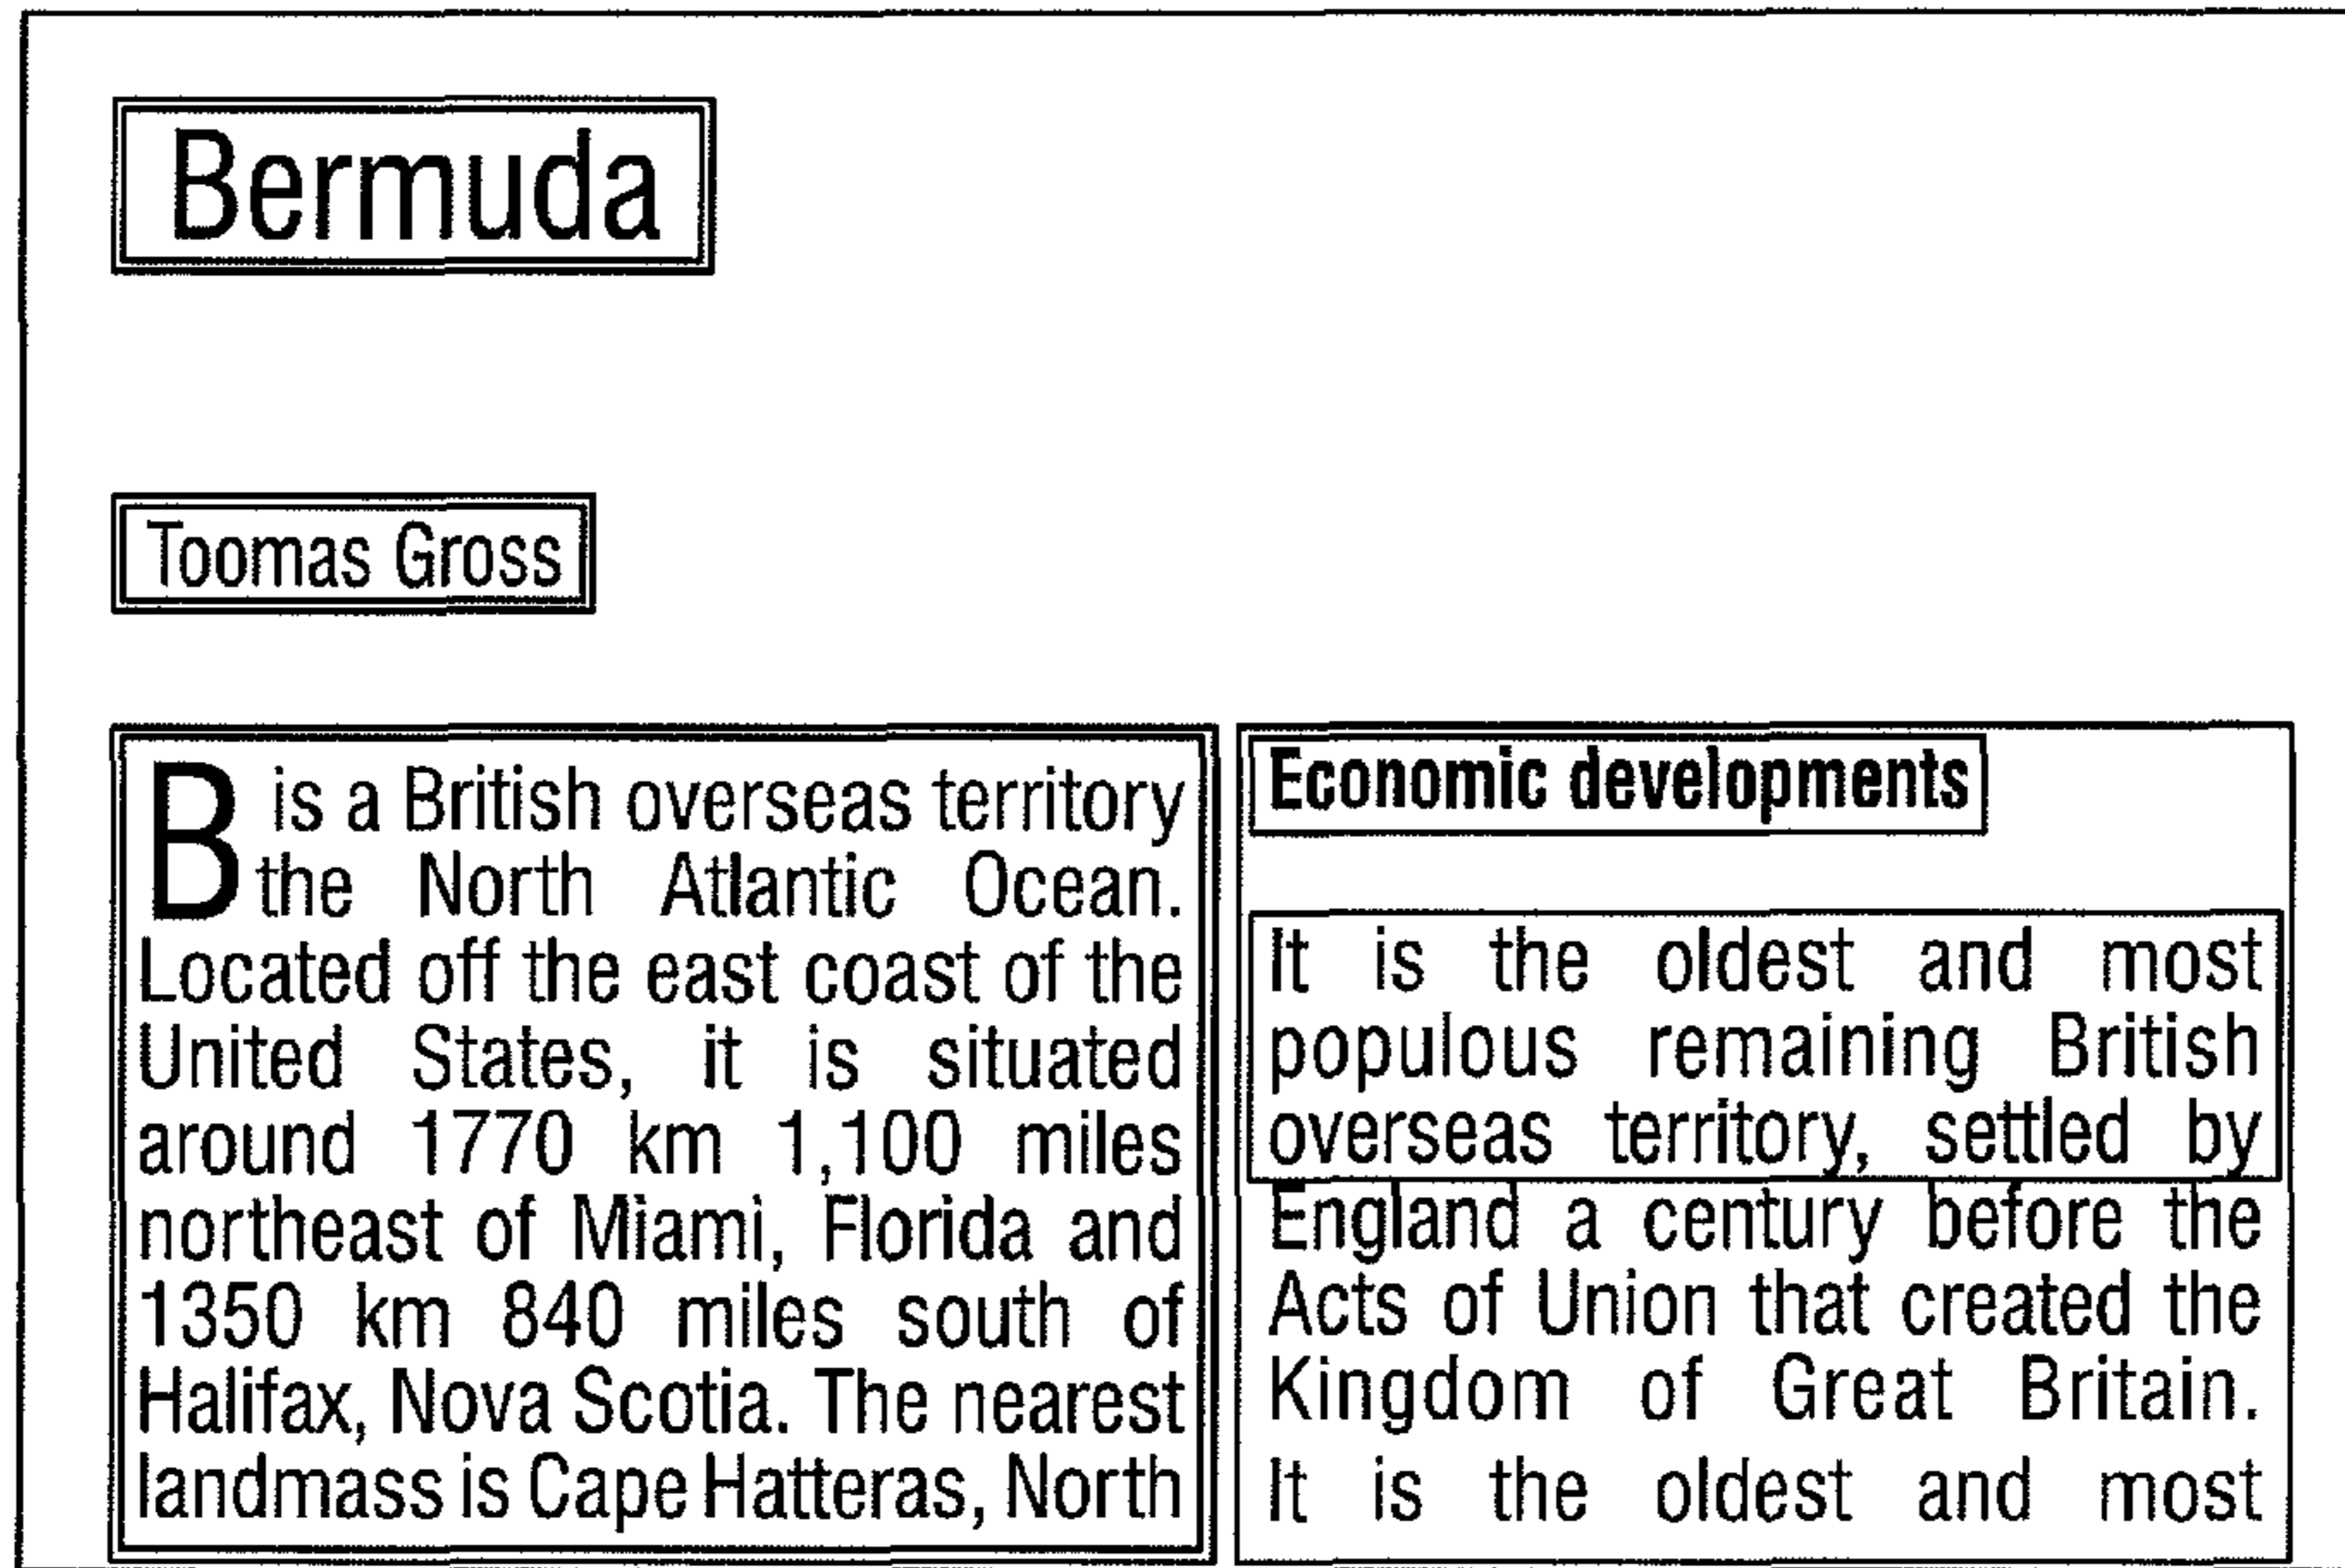 Bermuda
Toomas Gross
B is a British overseas territory
the North Atlantic Ocean.
Located off the east coast of the
United States, it is situated
around 1770 km 1,100 miles
northeast of Miami, Florida and
1350 km 840 miles south of
Halifax, Nova Scotia. The nearest
landmass is Cape Hatteras, North
Economic developments
It is the oldest and most
populous remaining British
overseas territory, settled by
England a century before the
Acts of Union that created the
Kingdom of Great Britain.
It is the oldest and most